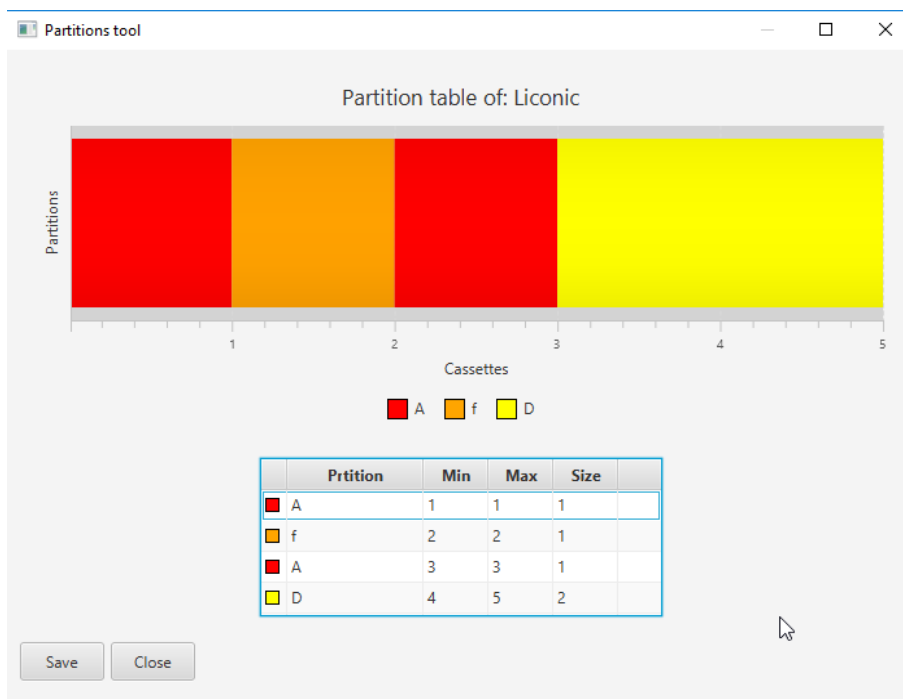 Partitions tool
Partition table of: Liconic
Partitions
1 2 3 4 5
Cassettes
A f D
Prtition Min Max Size
A 1 1 1
f 2 2 1
A 3 3 1
D 4 5 2
Save Close